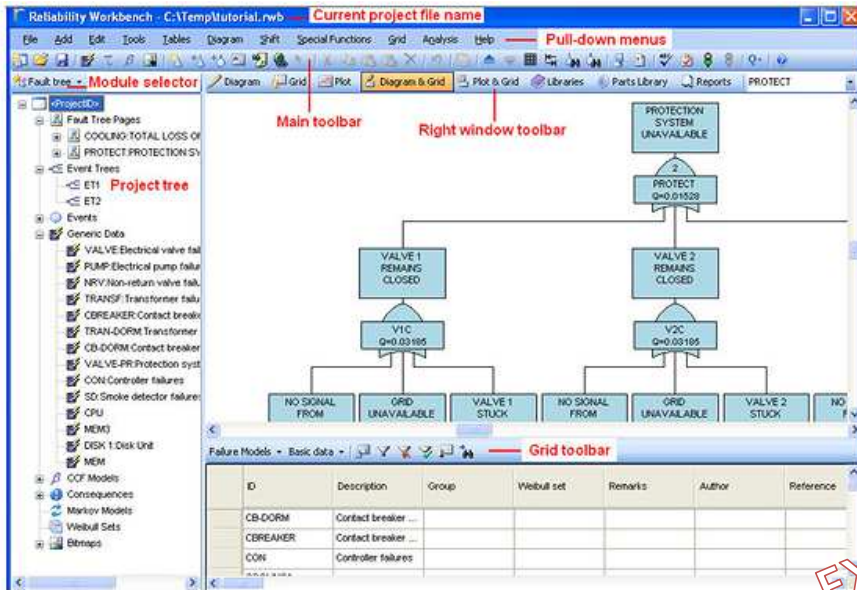 Reliability Workbench - C:\Temp\tutorial.rwb
Current project file name
File Add Edit Tools Tables Diagram Shift Special Functions Grid Analysis Help
Pull-down menus
Fault tree
Module selector
Diagram Grid Plot Diagram & Grid Plot & Grid Libraries Parts Library Reports PROTECT
Main toolbar
Right window toolbar
<ProjectID>
Fault Tree Pages
COOLING:TOTAL LOSS OF
PROTECT:PROTECTION SY
Event Trees
ET1
Project tree
ET2
Events
Generic Data
VALVE:Electrical valve fail
PUMP:Electrical pump failur
NRV:Non-return valve failu
TRANSF:Transformer failu
CBREAKER:Contact break
TRAN-DORM:Transformer
CB-DORM:Contact breaker
VALVE-PR:Protection syst
CON:Controller failures
SD:Smoke detector failures
CPU
MEM3
DISK 1:Disk Unit
MEM
CCF Models
Consequences
Markov Models
Weibull Sets
Bitmaps
PROTECTION
SYSTEM
UNAVAILABLE
2
PROTECT
Q=0.01528
VALVE 1
REMAINS
CLOSED
V1C
Q=0.03185
VALVE 2
REMAINS
CLOSED
V2C
Q=0.03185
NO SIGNAL
FROM
GRID
UNAVAILABLE
VALVE 1
STUCK
NO SIGNAL
FROM
GRID
UNAVAILABLE
VALVE 2
STUCK
NO
Failure Models Basic data
Grid toolbar
ID Description Group Weibull set Remarks Author Reference
CB-DORM Contact breaker ...
CBREAKER Contact breaker ...
CON Controller failures